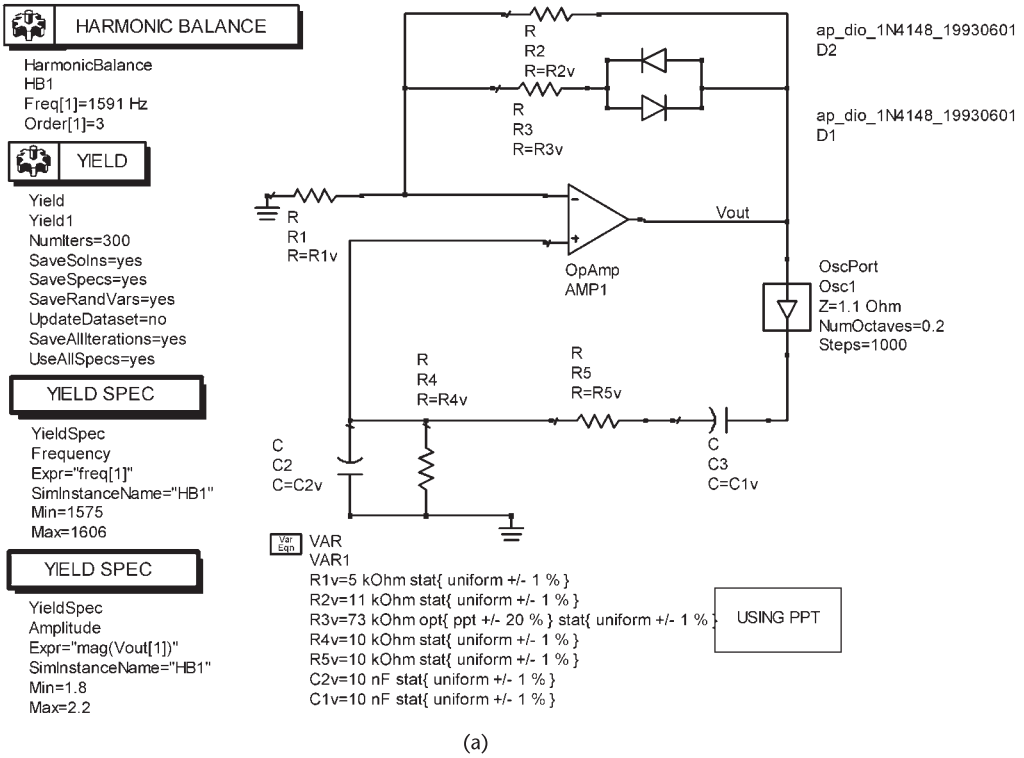 HARMONIC BALANCE
HarmonicBalance
HB1
Freq[1]=1591 Hz
Order[1]=3
YIELD
Yield
Yield1
NumIters=300
SaveSolns=yes
SaveSpecs=yes
SaveRandVars=yes
UpdateDataset=no
SaveAllIterations=yes
UseAllSpecs=yes
YIELD SPEC
YieldSpec
Frequency
Expr="freq[1]"
SimInstanceName="HB1"
Min=1575
Max=1606
YIELD SPEC
YieldSpec
Amplitude
Expr="mag(Vout[1])"
SimInstanceName="HB1"
Min=1.8
Max=2.2
R
R2
R=R2v
R
R3
R=R3v
ap_dio_1N4148_19930601
D2
ap_dio_1N4148_19930601
D1
R
R1
R=R1v
-
+
OpAmp
AMP1
Vout
OscPort
Osc1
Z=1.1 Ohm
NumOctaves=0.2
Steps=1000
R
R4
R=R4v
R
R5
R=R5v
C
C2
C=C2v
C
C3
C=C1v
Var
Eqn
VAR
VAR1
R1v=5 kOhm stat{ uniform +/- 1 % }
R2v=11 kOhm stat{ uniform +/- 1 % }
R3v=73 kOhm opt{ ppt +/- 20 % } stat{ uniform +/- 1 % }
R4v=10 kOhm stat{ uniform +/- 1 % }
R5v=10 kOhm stat{ uniform +/- 1 % }
C2v=10 nF stat{ uniform +/- 1 % }
C1v=10 nF stat{ uniform +/- 1 % }
USING PPT
(a)